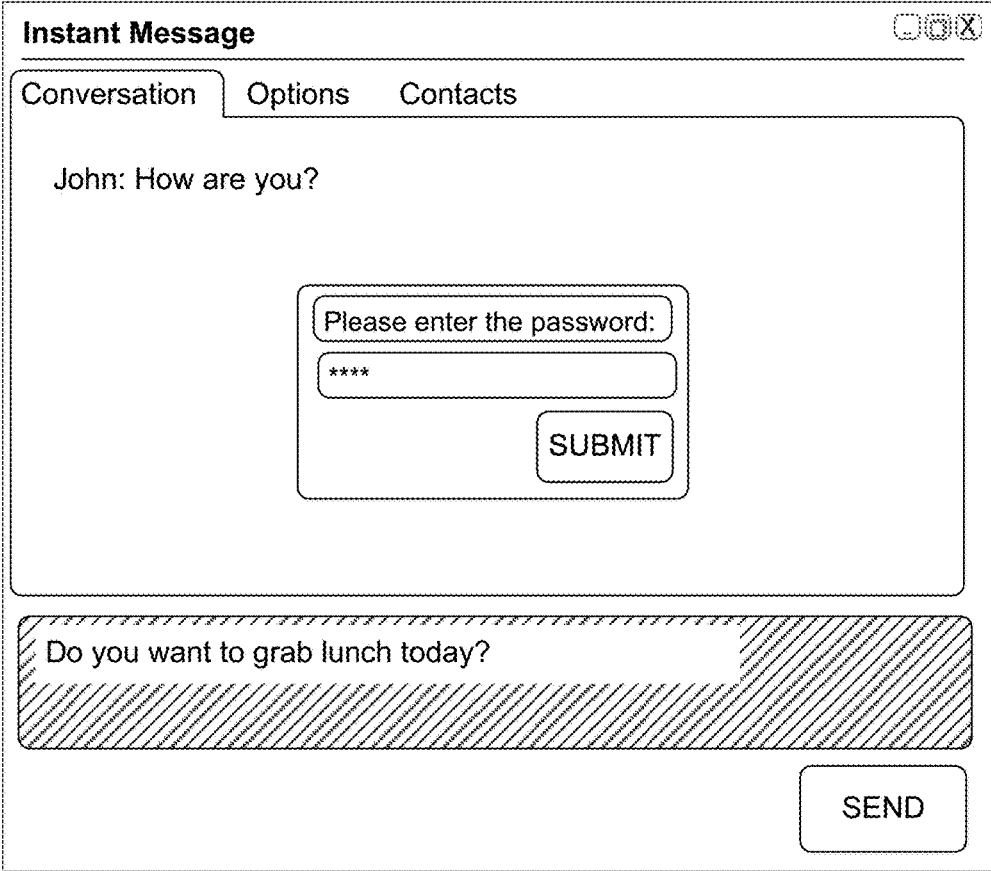 Instant Message
X
Conversation Options Contacts
John: How are you?
Please enter the password:
****
SUBMIT
Do you want to grab lunch today?
SEND